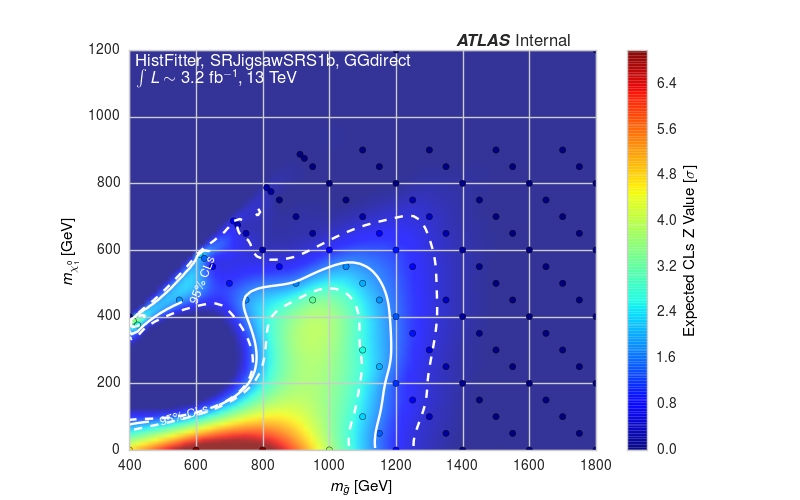 ATLAS Internal
HistFitter, SRJigsawSRS1b, GGdirect
∫ L ∼ 3.2 fb⁻¹, 13 TeV
1200
1000
800
600
400
200
0
m_χ̃₁⁰ [GeV]
95% CLs
95% CLs
400 600 800 1000 1200 1400 1600 1800
m_g̃ [GeV]
6.4
5.6
4.8
4.0
3.2
2.4
1.6
0.8
0.0
Expected CLs Z Value [σ]